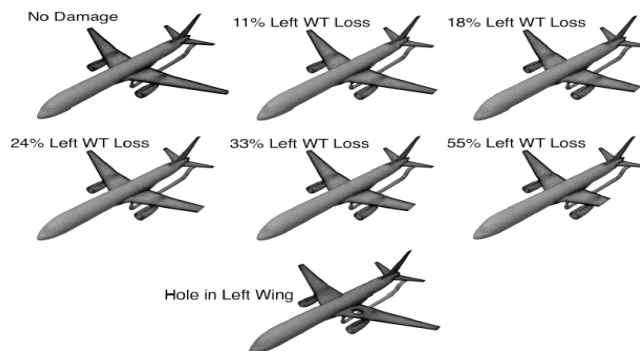 No Damage
11% Left WT Loss
18% Left WT Loss
24% Left WT Loss
33% Left WT Loss
55% Left WT Loss
Hole in Left Wing